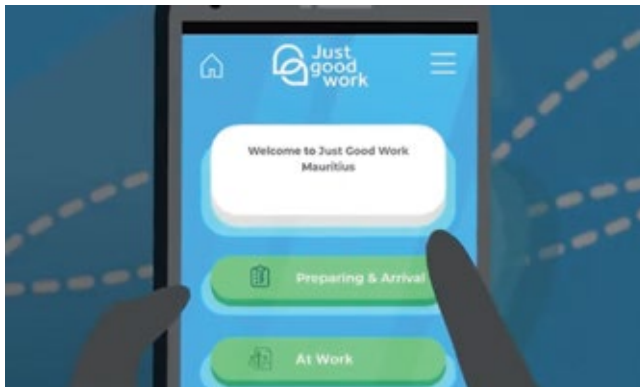 Just
good
work
Welcome to Just Good Work
Mauritius
Preparing & Arrival
At Work